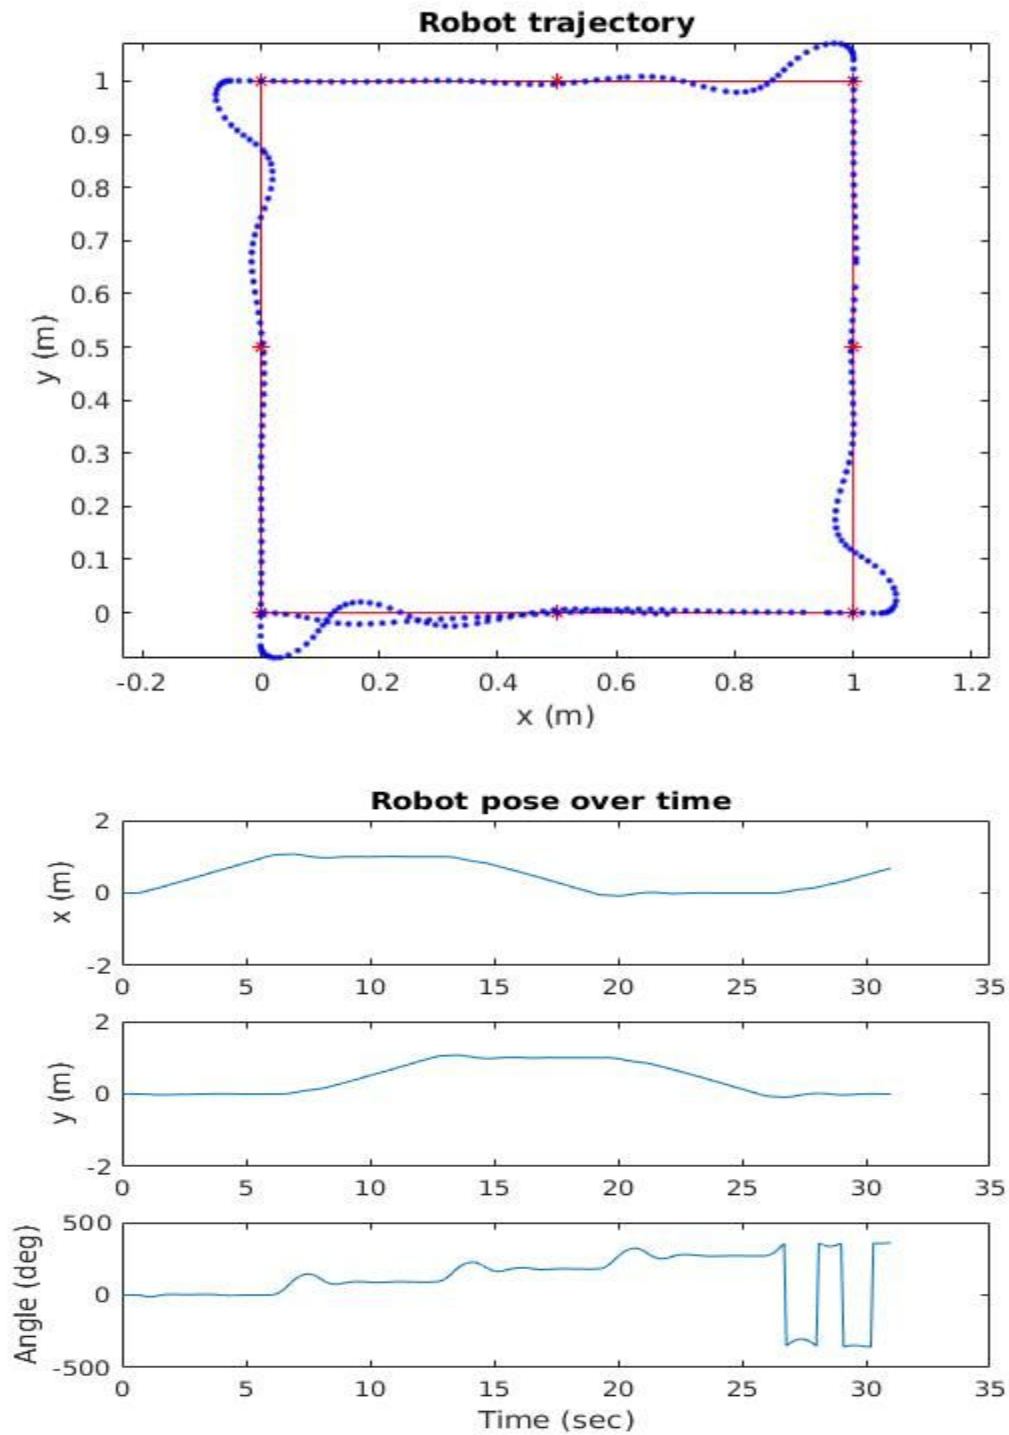 Robot trajectory
1
0.9
0.8
0.7
0.6
0.5
0.4
0.3
0.2
0.1
0
y (m)
-0.2 0 0.2 0.4 0.6 0.8 1 1.2
x (m)
Robot pose over time
2
0
-2
x (m)
0 5 10 15 20 25 30 35
2
0
-2
y (m)
0 5 10 15 20 25 30 35
500
0
-500
Angle (deg)
0 5 10 15 20 25 30 35
Time (sec)